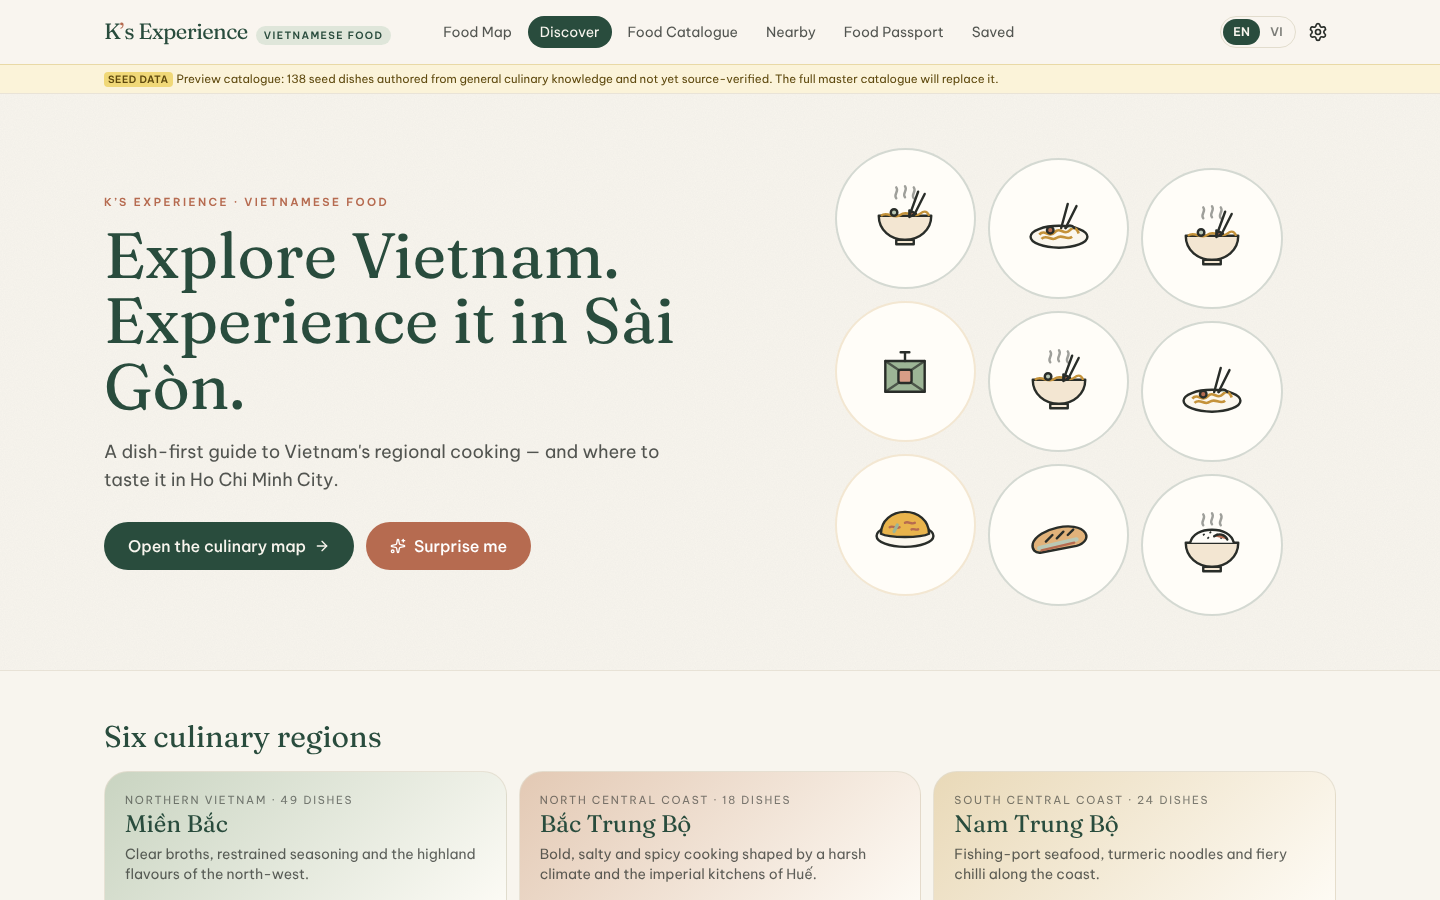 K's Experience VIETNAMESE FOOD
Food Map
Discover
Food Catalogue
Nearby
Food Passport
Saved
EN VI
SEED DATA Preview catalogue: 138 seed dishes authored from general culinary knowledge and not yet source-verified. The full master catalogue will replace it.
K'S EXPERIENCE · VIETNAMESE FOOD
Explore Vietnam.
Experience it in Sài
Gòn.
A dish-first guide to Vietnam's regional cooking — and where to
taste it in Ho Chi Minh City.
Open the culinary map →
Surprise me
Six culinary regions
NORTHERN VIETNAM · 49 DISHES
Miền Bắc
Clear broths, restrained seasoning and the highland
flavours of the north-west.
NORTH CENTRAL COAST · 18 DISHES
Bắc Trung Bộ
Bold, salty and spicy cooking shaped by a harsh
climate and the imperial kitchens of Huế.
SOUTH CENTRAL COAST · 24 DISHES
Nam Trung Bộ
Fishing-port seafood, turmeric noodles and fiery
chilli along the coast.